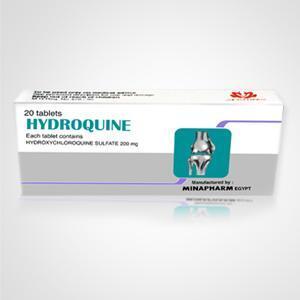 20 tablets
HYDROQUINE
Each tablet contains
HYDROXYCHLOROQUINE SULFATE 200 mg
Manufactured by :
MINAPHARM EGYPT